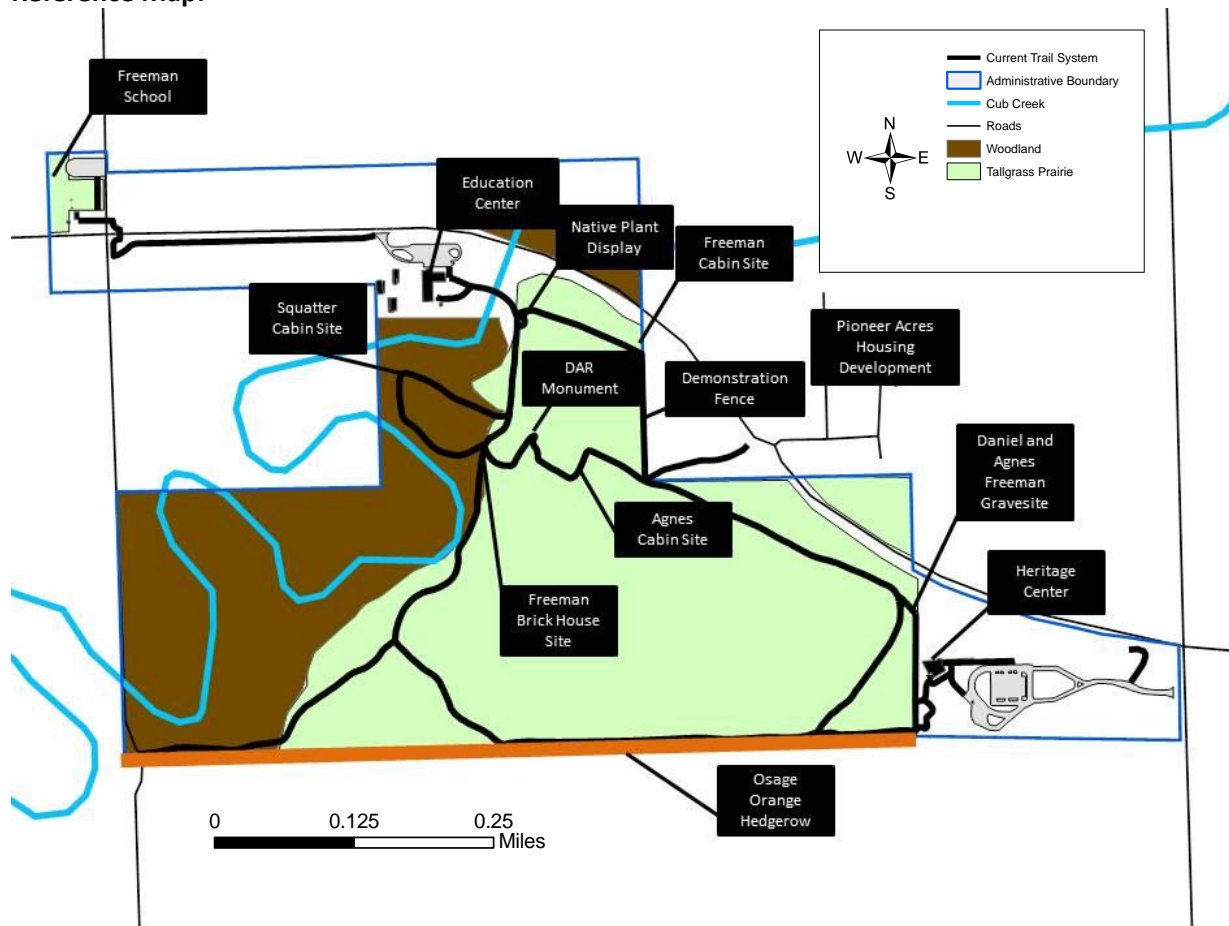 Reference Map:
Freeman
School
Current Trail System
Administrative Boundary
Cub Creek
Roads
Woodland
Tallgrass Prairie
N
W
E
S
Education
Center
Native Plant
Display
Freeman
Cabin Site
Squatter
Cabin Site
DAR
Monument
Demonstration
Fence
Pioneer Acres
Housing
Development
Daniel and
Agnes
Freeman
Gravesite
Agnes
Cabin Site
Freeman
Brick House
Site
Heritage
Center
Osage
Orange
Hedgerow
0
0.125
0.25
Miles